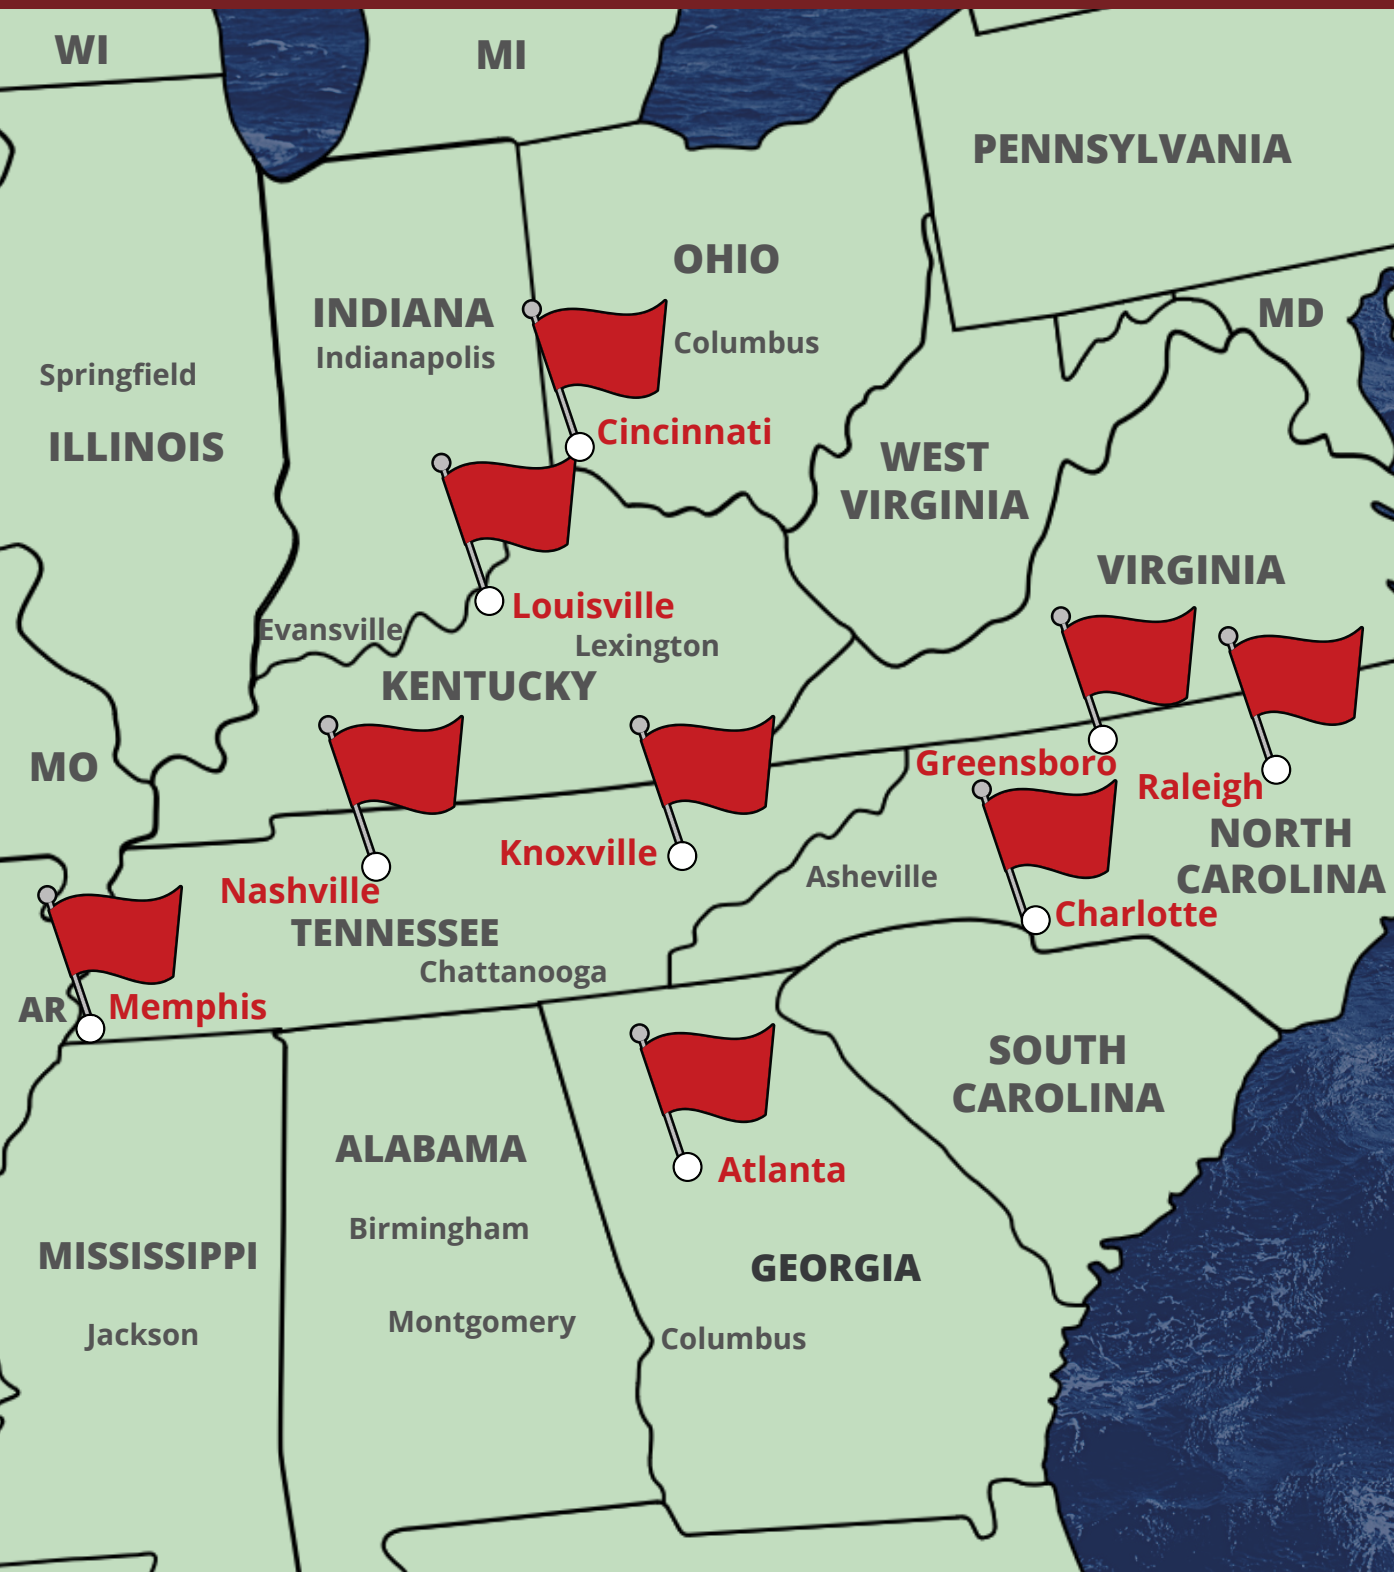 WI
MI
PENNSYLVANIA
OHIO
INDIANA
MD
Columbus
Indianapolis
Springfield
Cincinnati
ILLINOIS
WEST
VIRGINIA
VIRGINIA
Louisville
Evansville
Lexington
KENTUCKY
MO
Greensboro
Raleigh
NORTH
CAROLINA
Knoxville
Asheville
Nashville
Charlotte
TENNESSEE
Chattanooga
AR
Memphis
SOUTH
CAROLINA
ALABAMA
Atlanta
Birmingham
MISSISSIPPI
GEORGIA
Montgomery
Jackson
Columbus